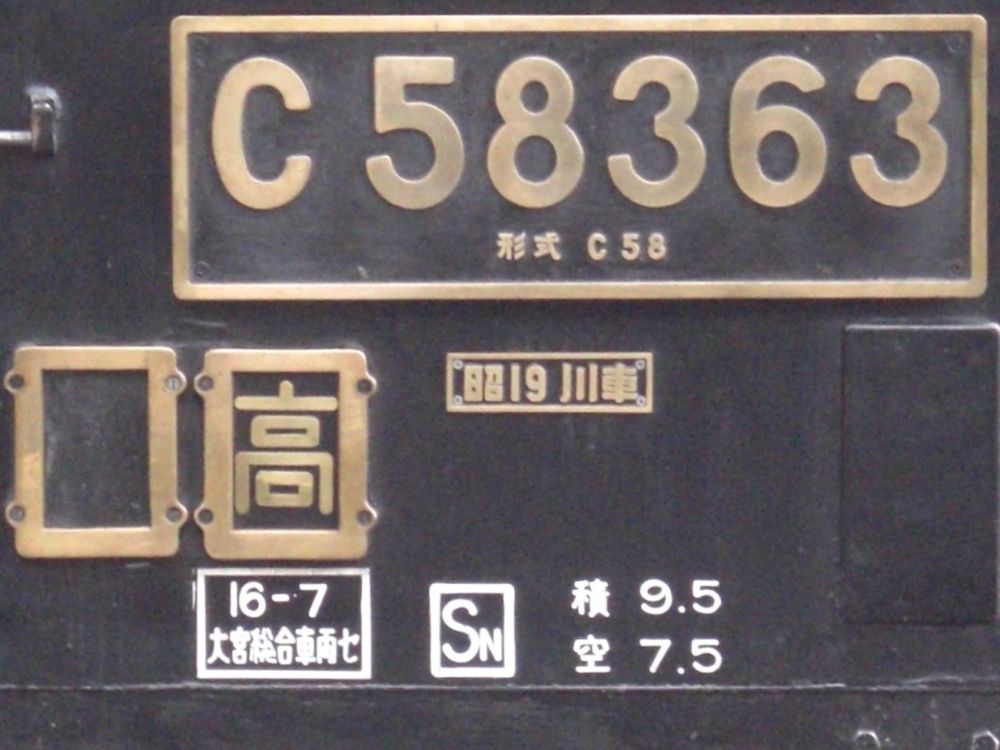 C58363
形式 C58
昭19 川車
高
16-7
大宮総合車両セ
SN
積 9.5
空 7.5